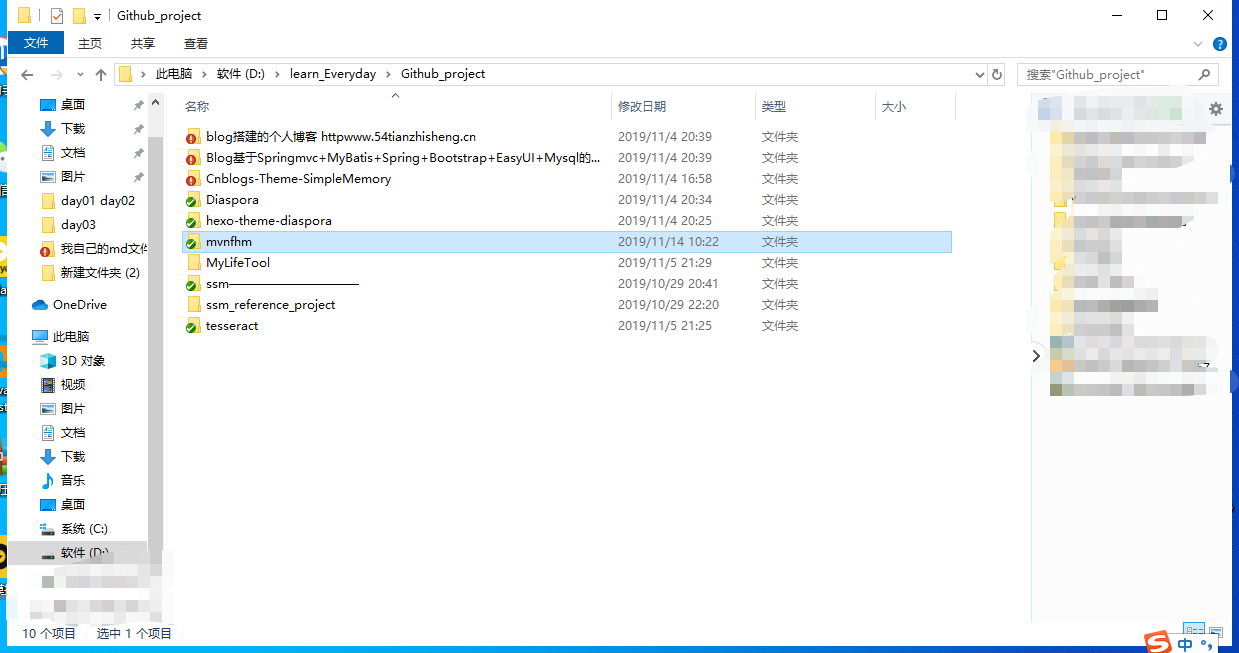 Github_project
文件 主页 共享 查看
此电脑 软件 (D:) learn_Everyday Github_project 搜索"Github_project"
名称 修改日期 类型 大小
桌面
下载
文档
图片
day01 day02
day03
我自己的md文件
新建文件夹 (2)
OneDrive
此电脑
3D 对象
视频
图片
文档
下载
音乐
桌面
系统 (C:)
软件 (D:)
blog搭建的个人博客 httpwww.54tianzhisheng.cn 2019/11/4 20:39 文件夹
Blog基于Springmvc+MyBatis+Spring+Bootstrap+EasyUI+Mysql的... 2019/11/4 20:39 文件夹
Cnblogs-Theme-SimpleMemory 2019/11/4 16:58 文件夹
Diaspora 2019/11/4 20:34 文件夹
hexo-theme-diaspora 2019/11/4 20:25 文件夹
mvnfhm 2019/11/14 10:22 文件夹
MyLifeTool 2019/11/5 21:29 文件夹
ssm—————————— 2019/10/29 20:41 文件夹
ssm_reference_project 2019/10/29 22:20 文件夹
tesseract 2019/11/5 21:25 文件夹
10 个项目 选中 1 个项目
中